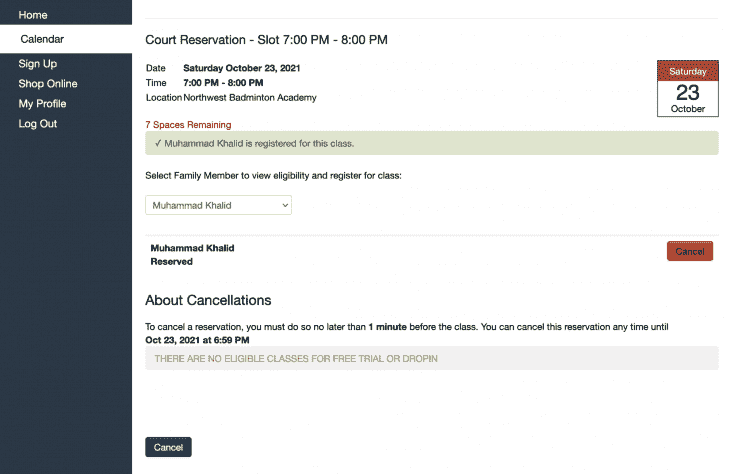 Home
Calendar
Sign Up
Shop Online
My Profile
Log Out
Court Reservation - Slot 7:00 PM - 8:00 PM
Date Saturday October 23, 2021
Time 7:00 PM - 8:00 PM
Location Northwest Badminton Academy
Saturday
23
October
7 Spaces Remaining
✓ Muhammad Khalid is registered for this class.
Select Family Member to view eligibility and register for class:
Muhammad Khalid
Muhammad Khalid
Reserved
Cancel
About Cancellations
To cancel a reservation, you must do so no later than 1 minute before the class. You can cancel this reservation any time until
Oct 23, 2021 at 6:59 PM
THERE ARE NO ELIGIBLE CLASSES FOR FREE TRIAL OR DROPIN
Cancel